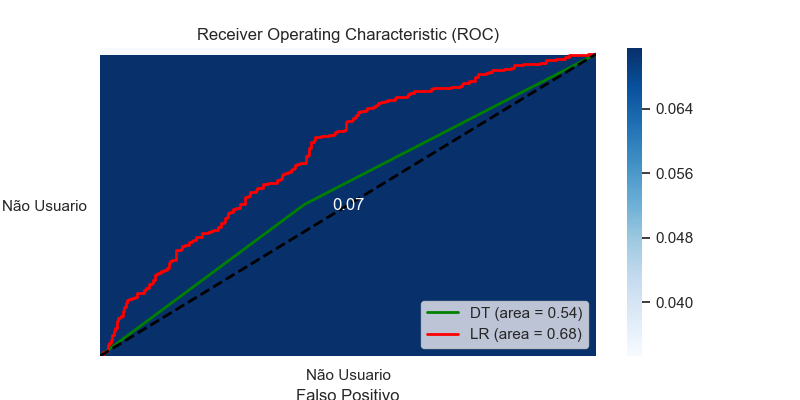 Receiver Operating Characteristic (ROC)
0.064
0.056
Não Usuario
0.07
0.048
DT (area = 0.54)
0.040
LR (area = 0.68)
Não Usuario
Falso Positivo